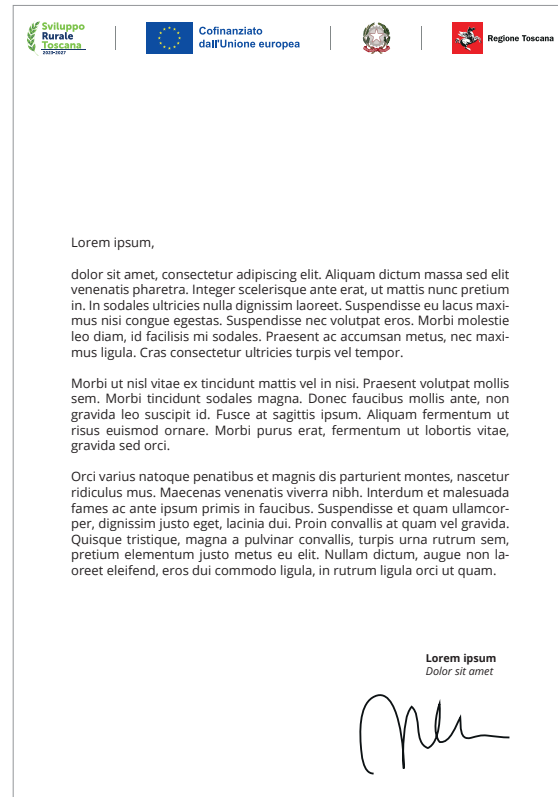 Sviluppo
Rurale
Toscana
2023-2027
Cofinanziato
dall'Unione europea
Regione Toscana
Lorem ipsum,
dolor sit amet, consectetur adipiscing elit. Aliquam dictum massa sed elit
venenatis pharetra. Integer scelerisque ante erat, ut mattis nunc pretium
in. In sodales ultricies nulla dignissim laoreet. Suspendisse eu lacus maxi-
mus nisi congue egestas. Suspendisse nec volutpat eros. Morbi molestie
leo diam, id facilisis mi sodales. Praesent ac accumsan metus, nec maxi-
mus ligula. Cras consectetur ultricies turpis vel tempor.
Morbi ut nisl vitae ex tincidunt mattis vel in nisi. Praesent volutpat mollis
sem. Morbi tincidunt sodales magna. Donec faucibus mollis ante, non
gravida leo suscipit id. Fusce at sagittis ipsum. Aliquam fermentum ut
risus euismod ornare. Morbi purus erat, fermentum ut lobortis vitae,
gravida sed orci.
Orci varius natoque penatibus et magnis dis parturient montes, nascetur
ridiculus mus. Maecenas venenatis viverra nibh. Interdum et malesuada
fames ac ante ipsum primis in faucibus. Suspendisse et quam ullamcor-
per, dignissim justo eget, lacinia dui. Proin convallis at quam vel gravida.
Quisque tristique, magna a pulvinar convallis, turpis urna rutrum sem,
pretium elementum justo metus eu elit. Nullam dictum, augue non la-
oreet eleifend, eros dui commodo ligula, in rutrum ligula orci ut quam.
Lorem ipsum
Dolor sit amet